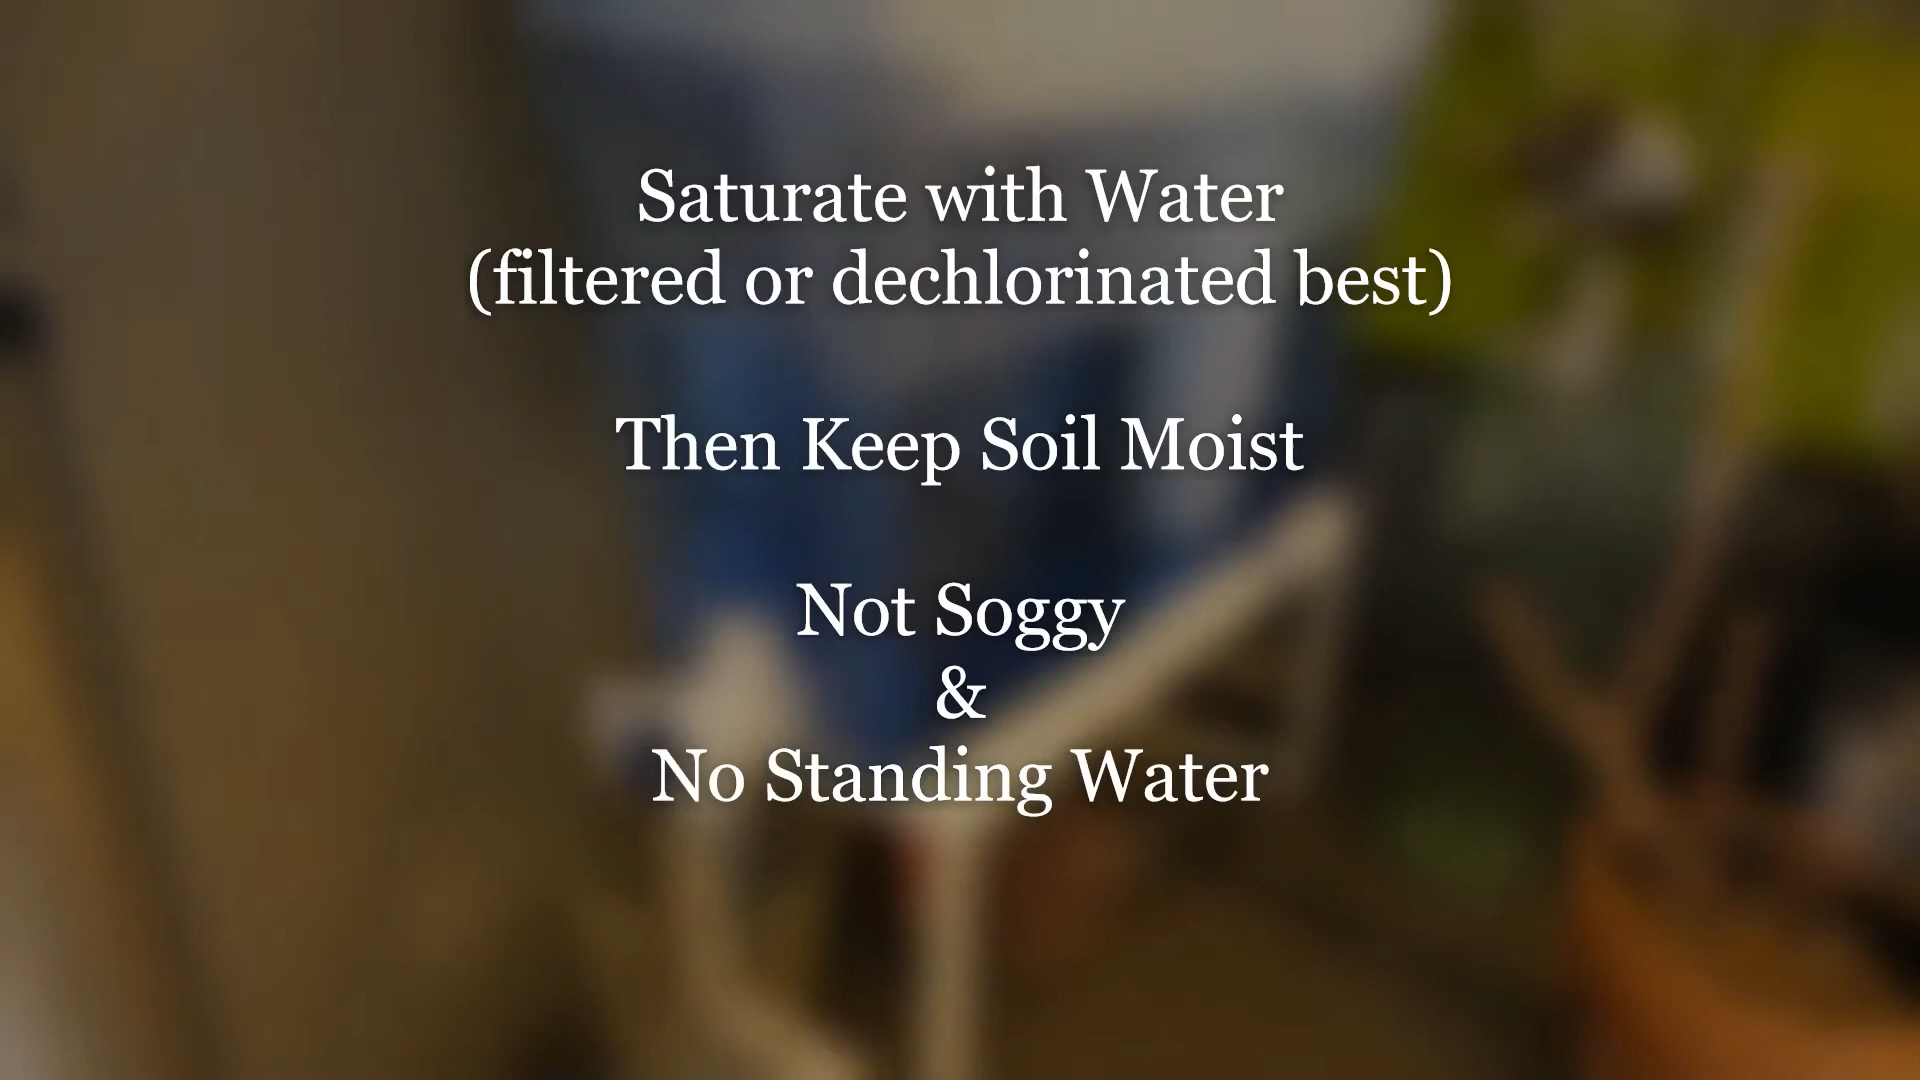 Saturate with Water
(filtered or dechlorinated best)
Then Keep Soil Moist
Not Soggy
&
No Standing Water